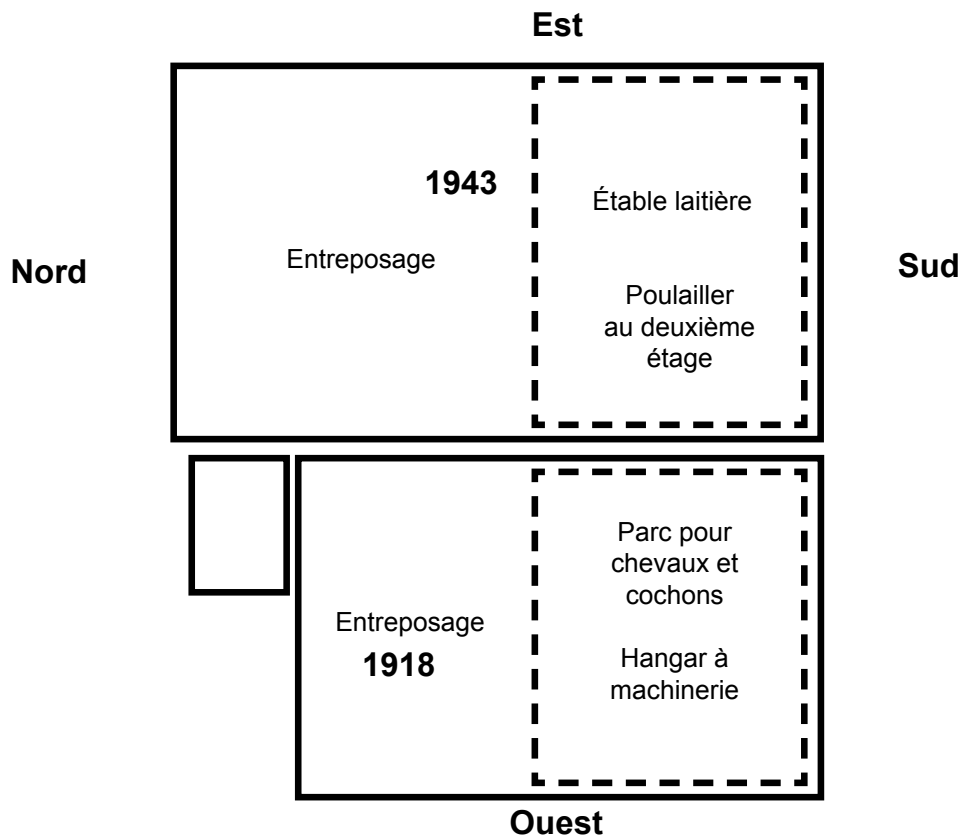 Est
1943
Étable laitière
Nord
Entreposage
Sud
Poulailler
au deuxième
étage
Parc pour
chevaux et
cochons
Entreposage
1918
Hangar à
machinerie
Ouest